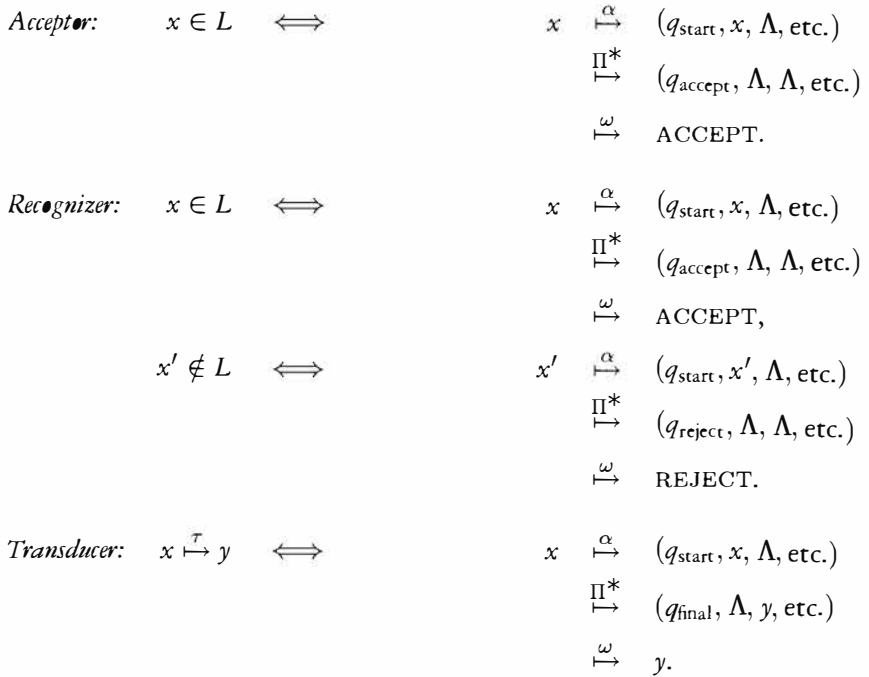 Acceptor: x ∈ L ⟺ x α↦ (q_start, x, Λ, etc.)
Π*↦ (q_accept, Λ, Λ, etc.)
ω↦ ACCEPT.
Recognizer: x ∈ L ⟺ x α↦ (q_start, x, Λ, etc.)
Π*↦ (q_accept, Λ, Λ, etc.)
ω↦ ACCEPT,
x′ ∉ L ⟺ x′ α↦ (q_start, x′, Λ, etc.)
Π*↦ (q_reject, Λ, Λ, etc.)
ω↦ REJECT.
Transducer: x τ↦ y ⟺ x α↦ (q_start, x, Λ, etc.)
Π*↦ (q_final, Λ, y, etc.)
ω↦ y.